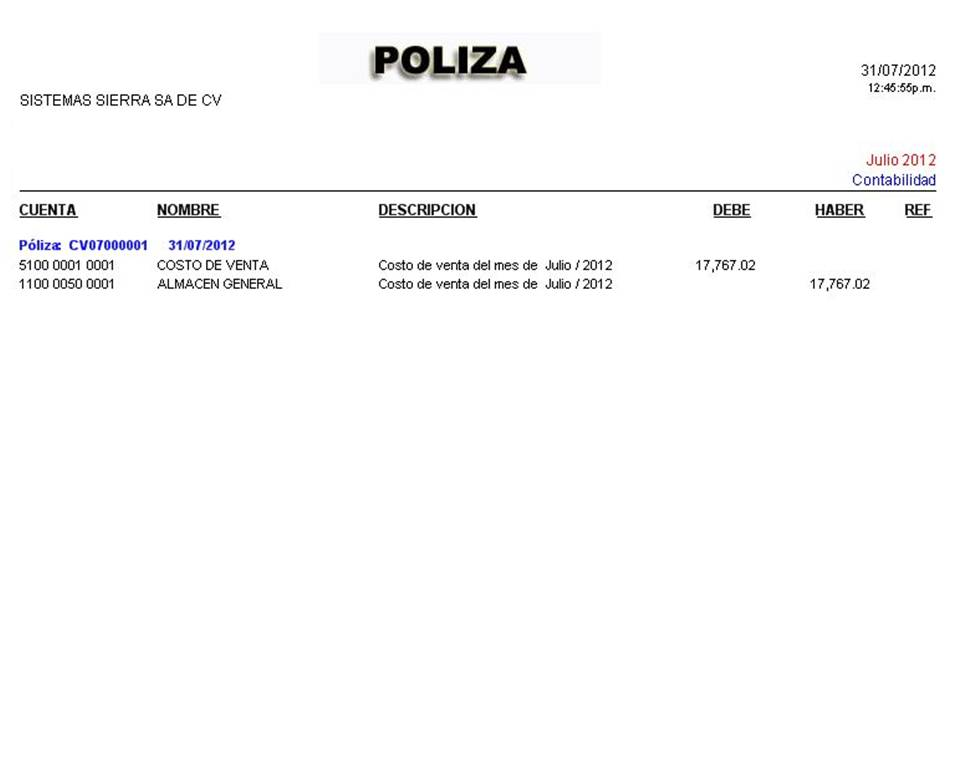 POLIZA
31/07/2012
12:45:55p.m.
SISTEMAS SIERRA SA DE CV
Julio 2012
Contabilidad
CUENTA NOMBRE DESCRIPCION DEBE HABER REF
Póliza: CV07000001 31/07/2012
5100 0001 0001 COSTO DE VENTA Costo de venta del mes de Julio / 2012 17,767.02
1100 0050 0001 ALMACEN GENERAL Costo de venta del mes de Julio / 2012 17,767.02